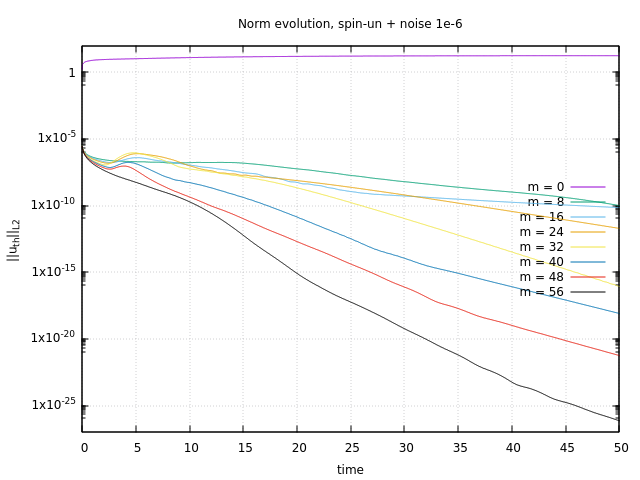 Norm evolution, spin-un + noise 1e-6
1
1x10^-5
1x10^-10
1x10^-15
1x10^-20
1x10^-25
||u_th||_L2
m = 0
m = 8
m = 16
m = 24
m = 32
m = 40
m = 48
m = 56
0 5 10 15 20 25 30 35 40 45 50
time